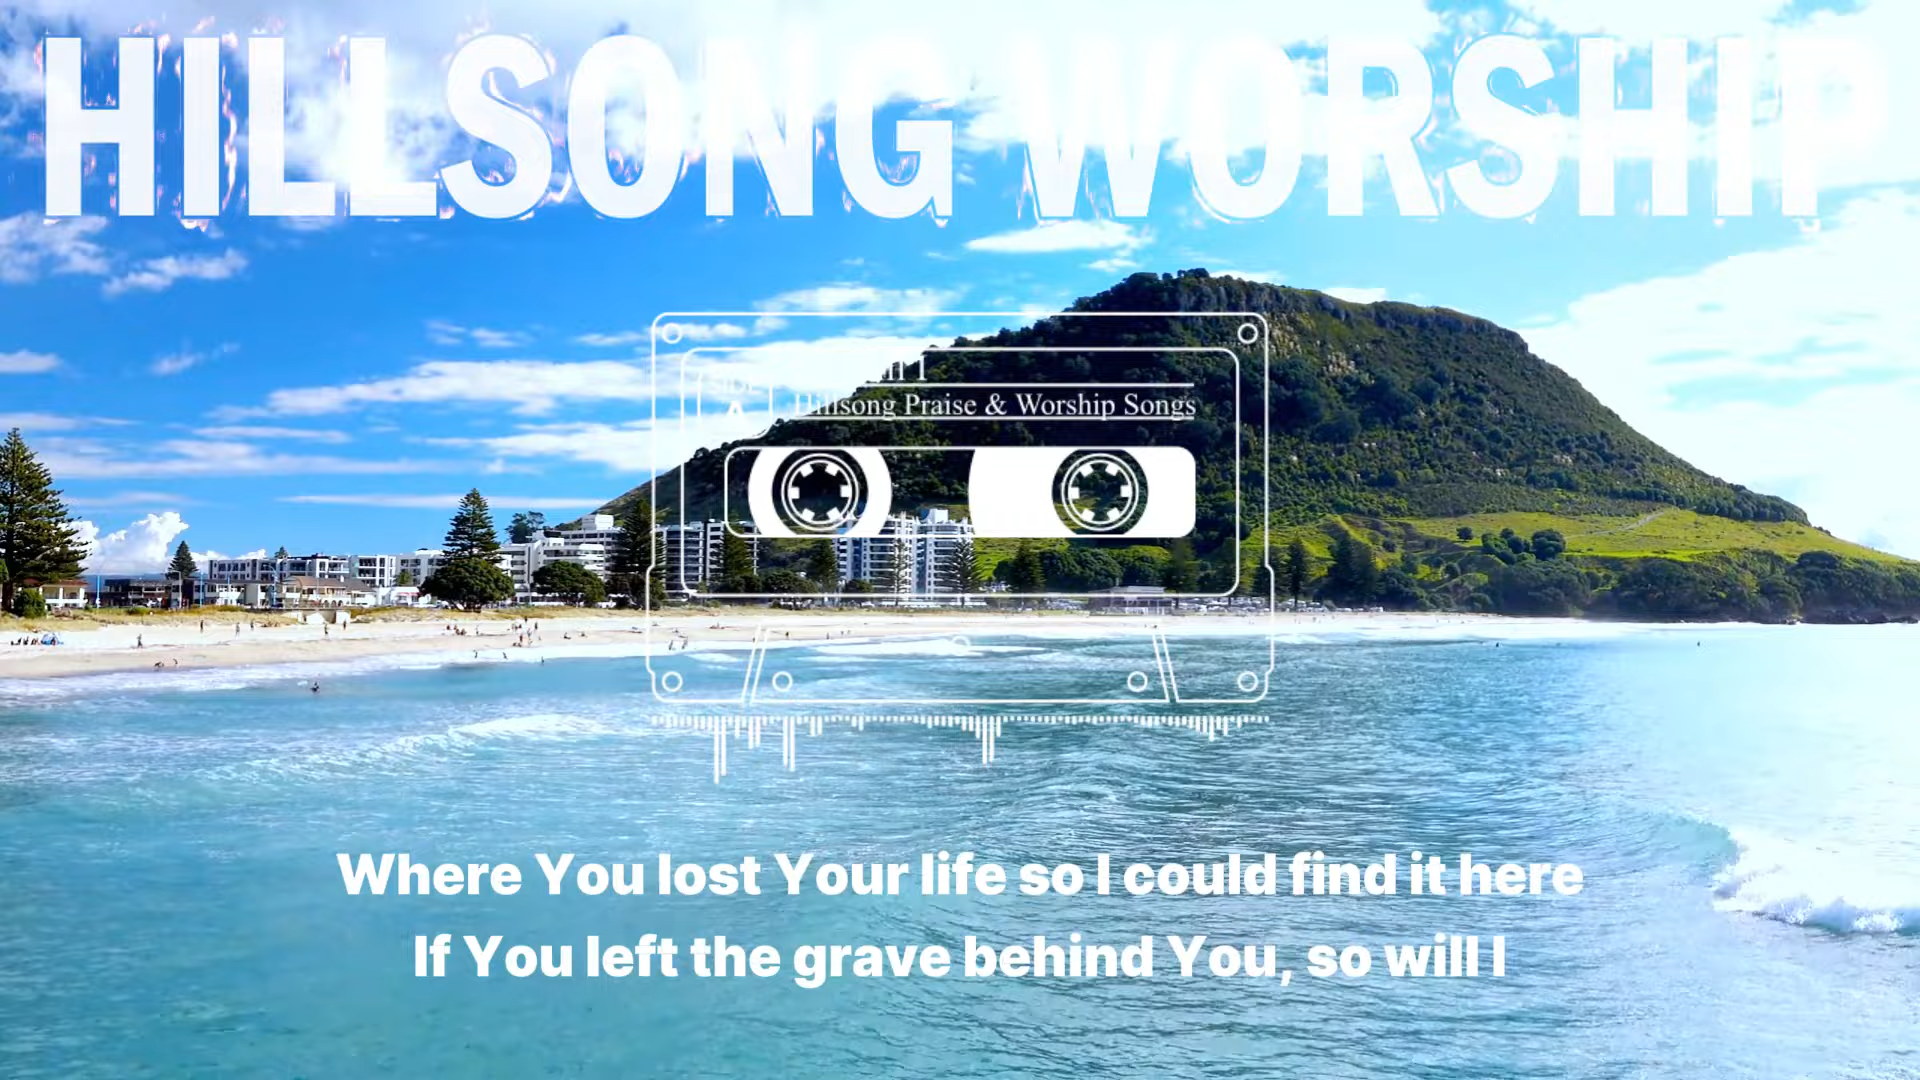 HILLSONG WORSHIP
Hillsong Praise & Worship Songs
Where You lost Your life so I could find it here
If You left the grave behind You, so will I